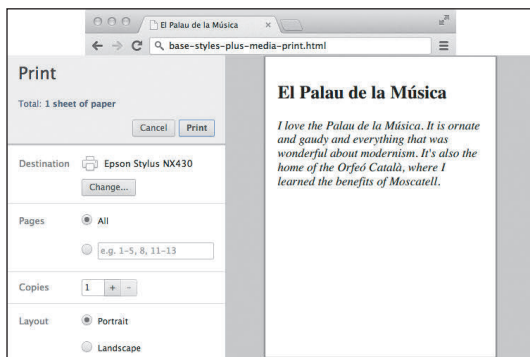 El Palau de la Música
base-styles-plus-media-print.html
Print
Total: 1 sheet of paper
Cancel Print
Destination Epson Stylus NX430
Change...
Pages All
e.g. 1-5, 8, 11-13
Copies 1 + -
Layout Portrait
Landscape
El Palau de la Música
I love the Palau de la Música. It is ornate
and gaudy and everything that was
wonderful about modernism. It's also the
home of the Orfeó Català, where I
learned the benefits of Moscatell.